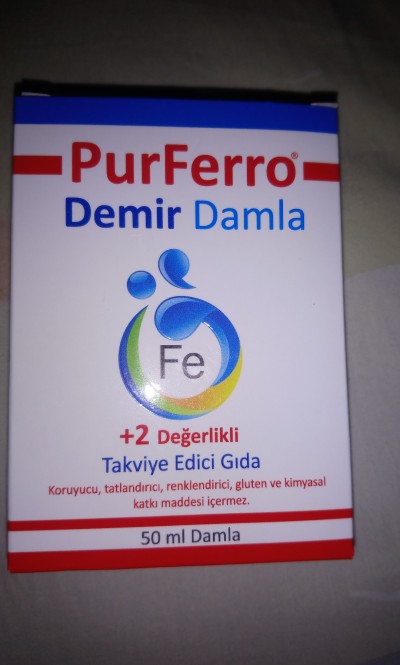 PurFerro®
Demir Damla
Fe
+2 Değerlikli
Takviye Edici Gıda
Koruyucu, tatlandırıcı, renklendirici, gluten ve kimyasal
katkı maddesi içermez.
50 ml Damla